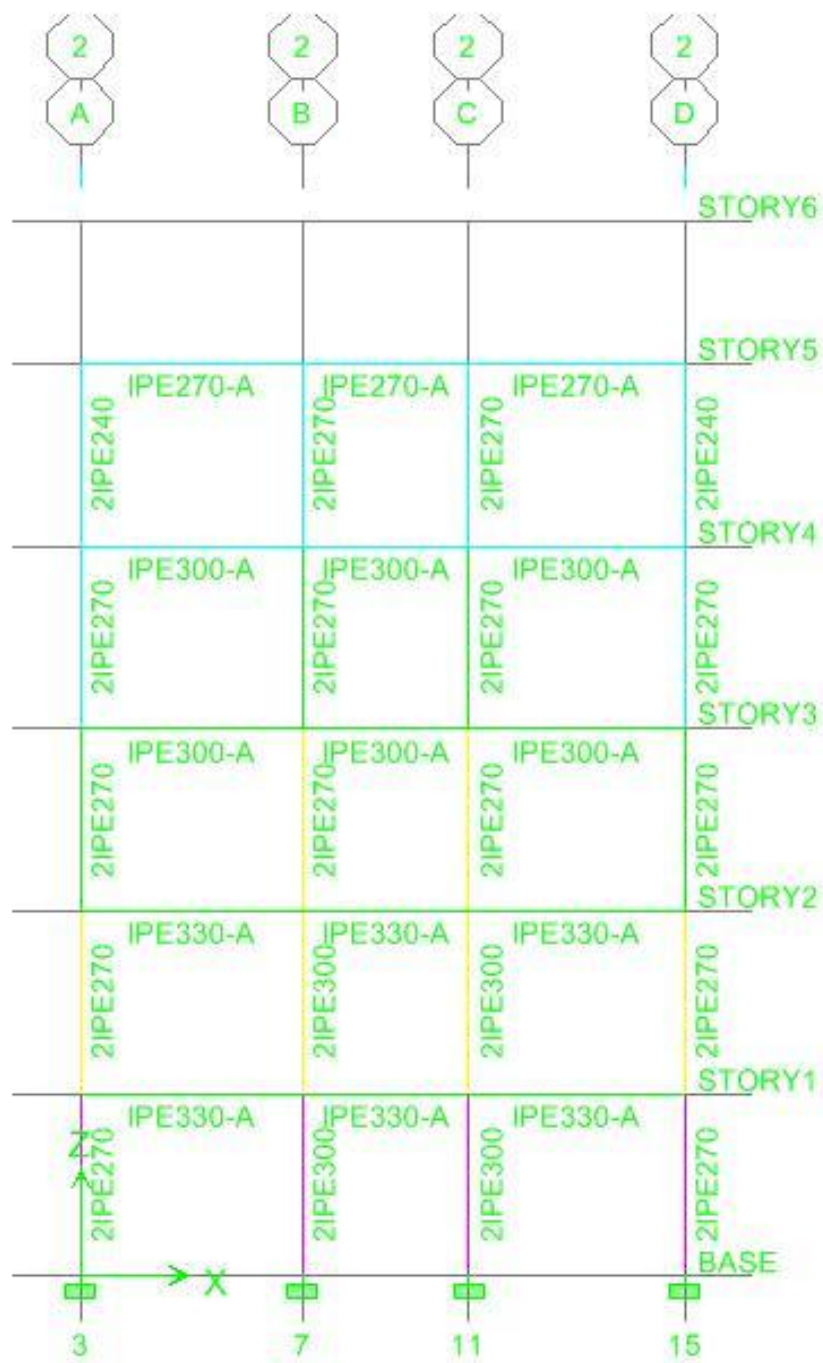 2 2 2 2
A B C D
STORY6
STORY5
IPE270-A IPE270-A IPE270-A
2IPE240 2IPE270 2IPE270 2IPE240
STORY4
IPE300-A IPE300-A IPE300-A
2IPE270 2IPE270 2IPE270 2IPE270
STORY3
IPE300-A IPE300-A IPE300-A
2IPE270 2IPE270 2IPE270 2IPE270
STORY2
IPE330-A IPE330-A IPE330-A
2IPE270 2IPE300 2IPE300 2IPE270
STORY1
IPE330-A IPE330-A IPE330-A
Z
2IPE270 2IPE300 2IPE300 2IPE270
BASE
X
3 7 11 15